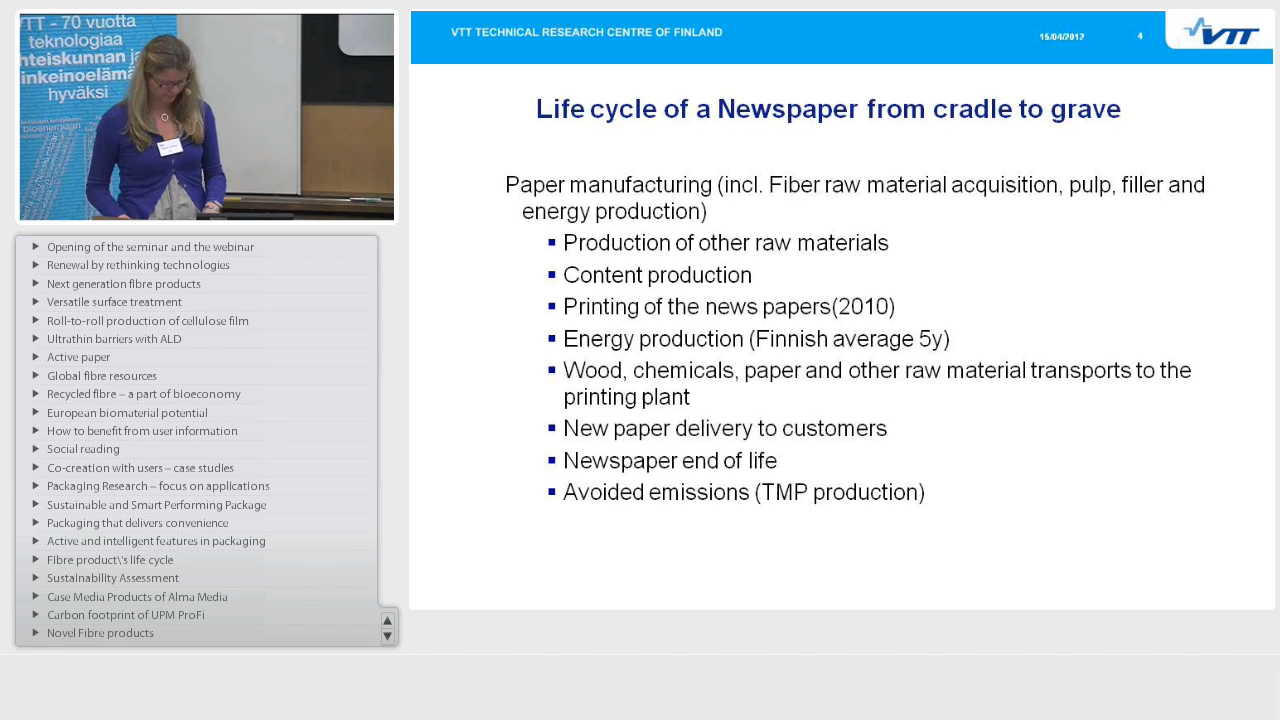 VTT - 70 vuotta
teknologiaa
hteiskunnan ja
inkeinoelämä
hyväksi
bioenergiaan
Opening of the seminar and the webinar
Renewal by rethinking technologies
Next generation fibre products
Versatile surface treatment
Roll-to-roll production of cellulose film
Ultrathin barriers with ALD
Active paper
Global fibre resources
Recycled fibre – a part of bioeconomy
European biomaterial potential
How to benefit from user information
Social reading
Co-creation with users – case studies
Packaging Research – focus on applications
Sustainable and Smart Performing Package
Packaging that delivers convenience
Active and intelligent features in packaging
Fibre product\'s life cycle
Sustainability Assessment
Case Media Products of Alma Media
Carbon footprint of UPM ProFi
Novel Fibre products
VTT TECHNICAL RESEARCH CENTRE OF FINLAND
15/04/2012
4
VTT
Life cycle of a Newspaper from cradle to grave
Paper manufacturing (incl. Fiber raw material acquisition, pulp, filler and
energy production)
Production of other raw materials
Content production
Printing of the news papers(2010)
Energy production (Finnish average 5y)
Wood, chemicals, paper and other raw material transports to the
printing plant
New paper delivery to customers
Newspaper end of life
Avoided emissions (TMP production)